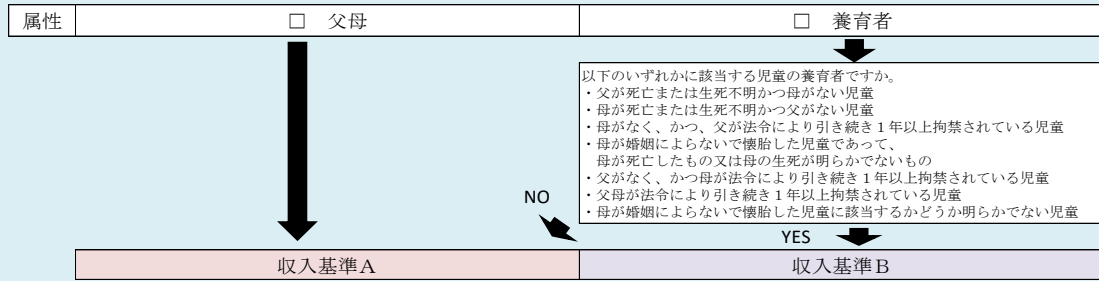 属性 □ 父母 □ 養育者
以下のいずれかに該当する児童の養育者ですか。
・父が死亡または生死不明かつ母がない児童
・母が死亡または生死不明かつ父がない児童
・母がなく、かつ、父が法令により引き続き１年以上拘禁されている児童
・母が婚姻によらないで懐胎した児童であって、
母が死亡したもの又は母の生死が明らかでないもの
・父がなく、かつ母が法令により引き続き１年以上拘禁されている児童
・父母が法令により引き続き１年以上拘禁されている児童
・母が婚姻によらないで懐胎した児童に該当するかどうか明らかでない児童
NO
YES
収入基準Ａ 収入基準Ｂ